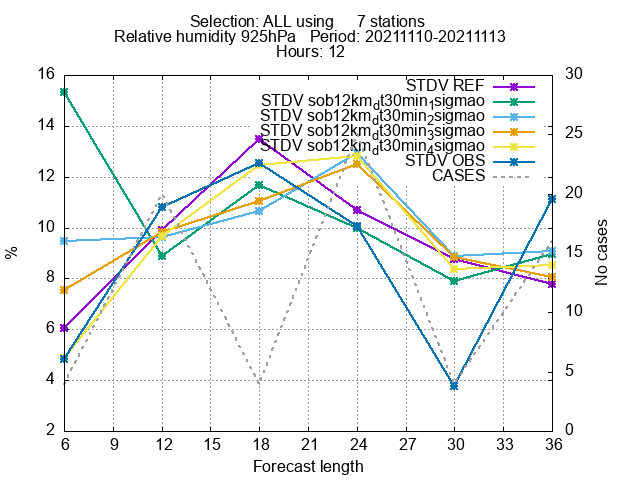 Selection: ALL using 7 stations
Relative humidity 925hPa Period: 20211110-20211113
Hours: 12
STDV REF
STDV sob12km_dt30min_1sigmao
STDV sob12km_dt30min_2sigmao
STDV sob12km_dt30min_3sigmao
STDV sob12km_dt30min_4sigmao
STDV OBS
CASES
16
14
12
10
8
6
4
2
%
30
25
20
15
10
5
0
No cases
6 9 12 15 18 21 24 27 30 33 36
Forecast length